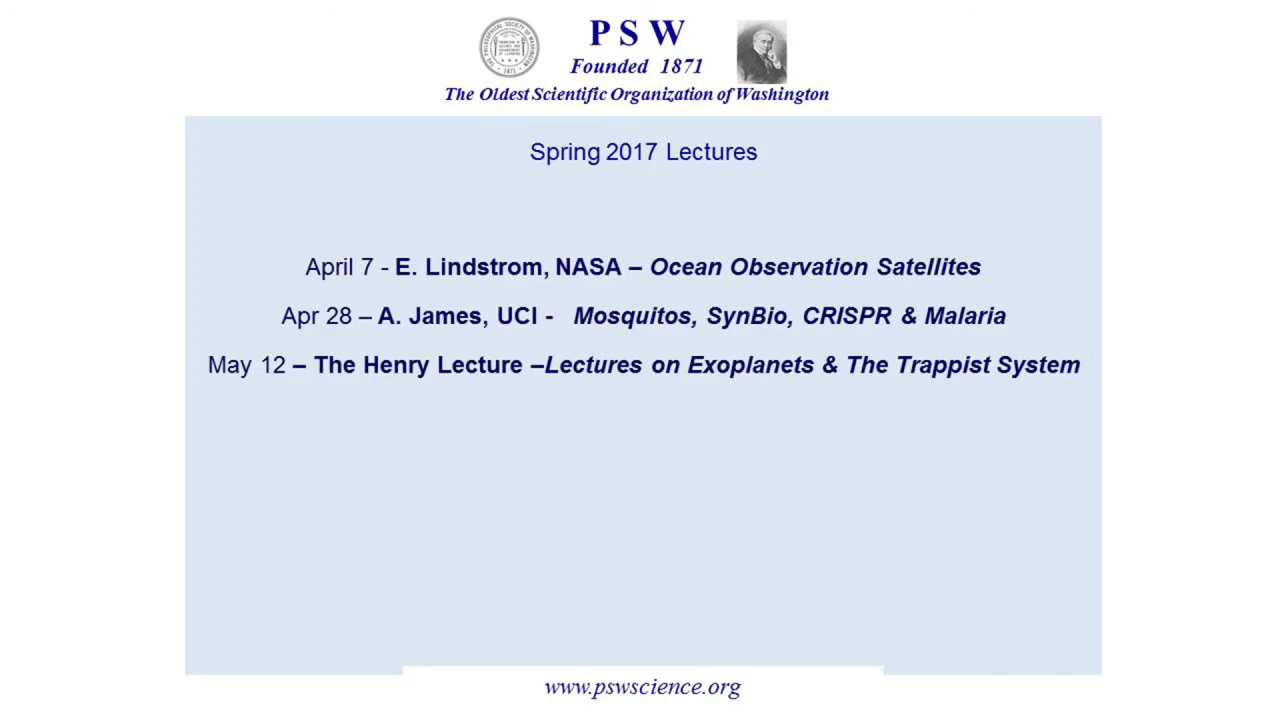 P S W
Founded 1871
The Oldest Scientific Organization of Washington
Spring 2017 Lectures
April 7 - E. Lindstrom, NASA – Ocean Observation Satellites
Apr 28 – A. James, UCI - Mosquitos, SynBio, CRISPR & Malaria
May 12 – The Henry Lecture –Lectures on Exoplanets & The Trappist System
www.pswscience.org